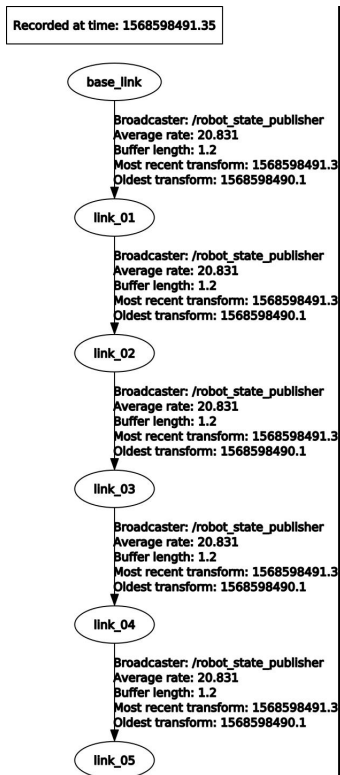 Recorded at time: 1568598491.35
base_link
Broadcaster: /robot_state_publisher
Average rate: 20.831
Buffer length: 1.2
Most recent transform: 1568598491.3
Oldest transform: 1568598490.1
link_01
Broadcaster: /robot_state_publisher
Average rate: 20.831
Buffer length: 1.2
Most recent transform: 1568598491.3
Oldest transform: 1568598490.1
link_02
Broadcaster: /robot_state_publisher
Average rate: 20.831
Buffer length: 1.2
Most recent transform: 1568598491.3
Oldest transform: 1568598490.1
link_03
Broadcaster: /robot_state_publisher
Average rate: 20.831
Buffer length: 1.2
Most recent transform: 1568598491.3
Oldest transform: 1568598490.1
link_04
Broadcaster: /robot_state_publisher
Average rate: 20.831
Buffer length: 1.2
Most recent transform: 1568598491.3
Oldest transform: 1568598490.1
link_05